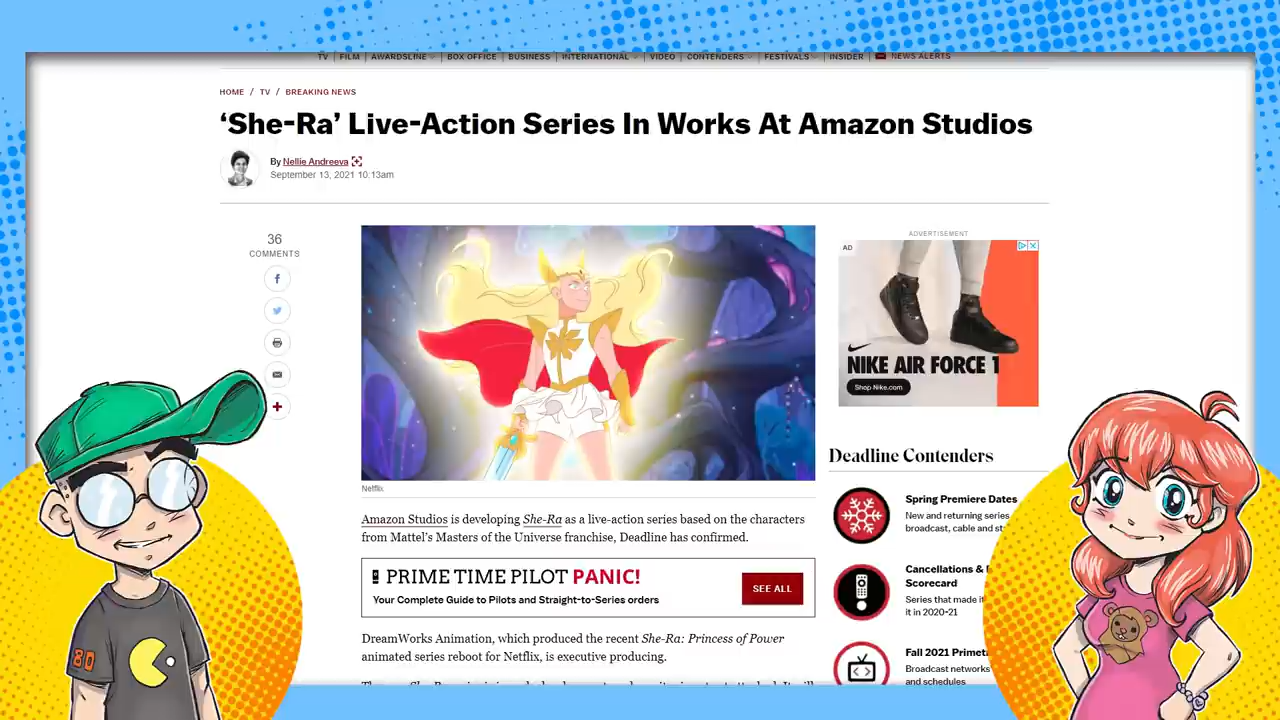 TV | FILM | AWARDSLINE | BOX OFFICE | BUSINESS | INTERNATIONAL | VIDEO | CONTENDERS | FESTIVALS | INSIDER | NEWS ALERTS
HOME / TV / BREAKING NEWS
‘She-Ra’ Live-Action Series In Works At Amazon Studios
By Nellie Andreeva
September 13, 2021 10:13am
36
COMMENTS
Netflix
Amazon Studios is developing She-Ra as a live-action series based on the characters
from Mattel’s Masters of the Universe franchise, Deadline has confirmed.
PRIME TIME PILOT PANIC!
Your Complete Guide to Pilots and Straight-to-Series orders
SEE ALL
DreamWorks Animation, which produced the recent She-Ra: Princess of Power
animated series reboot for Netflix, is executive producing.
ADVERTISEMENT
AD
NIKE AIR FORCE 1
Shop Nike.com
Deadline Contenders
Spring Premiere Dates
New and returning series
broadcast, cable and
Cancellations &
Scorecard
Series that made
it in 2020-21
Fall 2021
Broadcast networks
and schedules
80